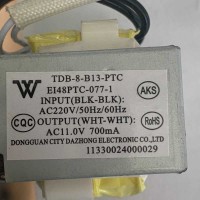 TDB-8-B13-PTC
EI48PTC-077-1
INPUT(BLK-BLK):
AC220V/50Hz/60Hz
OUTPUT(WHT-WHT):
AC11.0V 700mA
DONGGUAN CITY DAZHONG ELECTRONIC CO.,LTD
11330024000029
W
AKS
CQC
RoHS